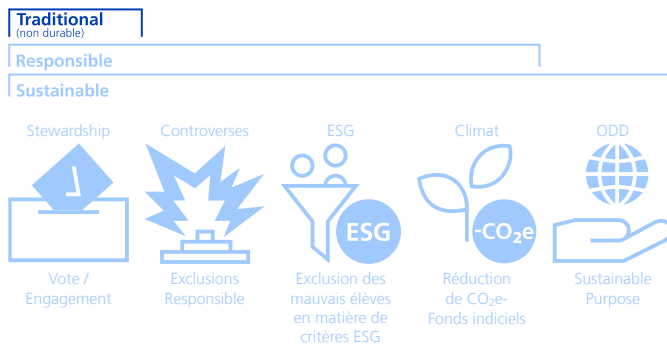 Traditional
(non durable)
Responsible
Sustainable
Stewardship
Controverses
ESG
Climat
ODD
ESG
-CO₂e
Vote /
Engagement
Exclusions
Responsible
Exclusion des
mauvais élèves
en matière de
critères ESG
Réduction
de CO₂e-
Fonds indiciels
Sustainable
Purpose